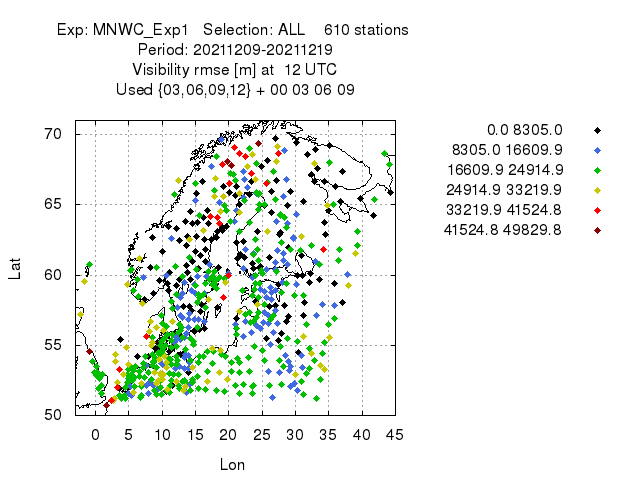 Exp: MNWC_Exp1 Selection: ALL 610 stations
Period: 20211209-20211219
Visibility rmse [m] at 12 UTC
Used {03,06,09,12} + 00 03 06 09
0.0 8305.0
8305.0 16609.9
16609.9 24914.9
24914.9 33219.9
33219.9 41524.8
41524.8 49829.8
70
65
60
55
50
Lat
0 5 10 15 20 25 30 35 40 45
Lon